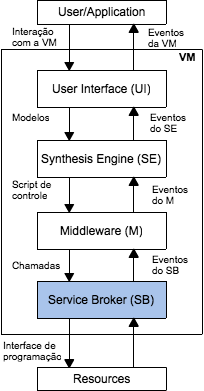 User/Application
Interação
com a VM
Eventos
da VM
VM
User Interface (UI)
Modelos
Eventos
do SE
Synthesis Engine (SE)
Script de
controle
Eventos
do M
Middleware (M)
Chamadas
Eventos
do SB
Service Broker (SB)
Interface de
programação
Resources